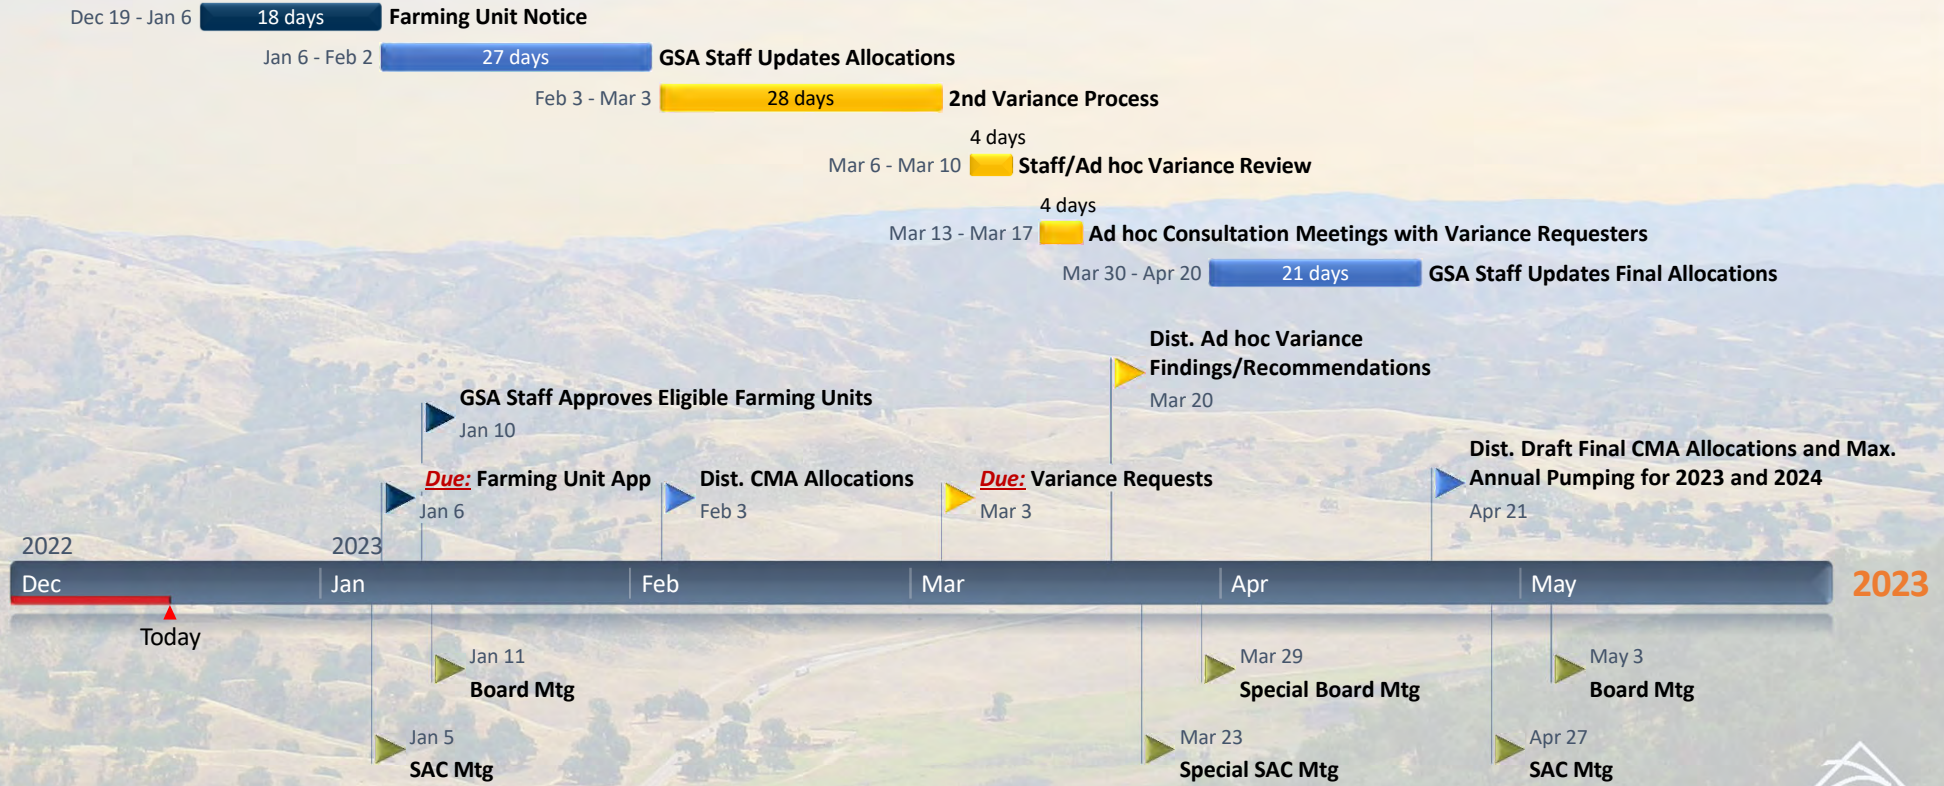 Dec 19 - Jan 6 18 days Farming Unit Notice
Jan 6 - Feb 2 27 days GSA Staff Updates Allocations
Feb 3 - Mar 3 28 days 2nd Variance Process
4 days
Mar 6 - Mar 10 Staff/Ad hoc Variance Review
4 days
Mar 13 - Mar 17 Ad hoc Consultation Meetings with Variance Requesters
Mar 30 - Apr 20 21 days GSA Staff Updates Final Allocations
Dist. Ad hoc Variance
Findings/Recommendations
Mar 20
GSA Staff Approves Eligible Farming Units
Jan 10
Dist. Draft Final CMA Allocations and Max.
Annual Pumping for 2023 and 2024
Apr 21
Due: Farming Unit App
Jan 6
Dist. CMA Allocations
Feb 3
Due: Variance Requests
Mar 3
2022 2023
Dec Jan Feb Mar Apr May 2023
Today
Jan 11
Board Mtg
Mar 29
Special Board Mtg
May 3
Board Mtg
Jan 5
SAC Mtg
Mar 23
Special SAC Mtg
Apr 27
SAC Mtg